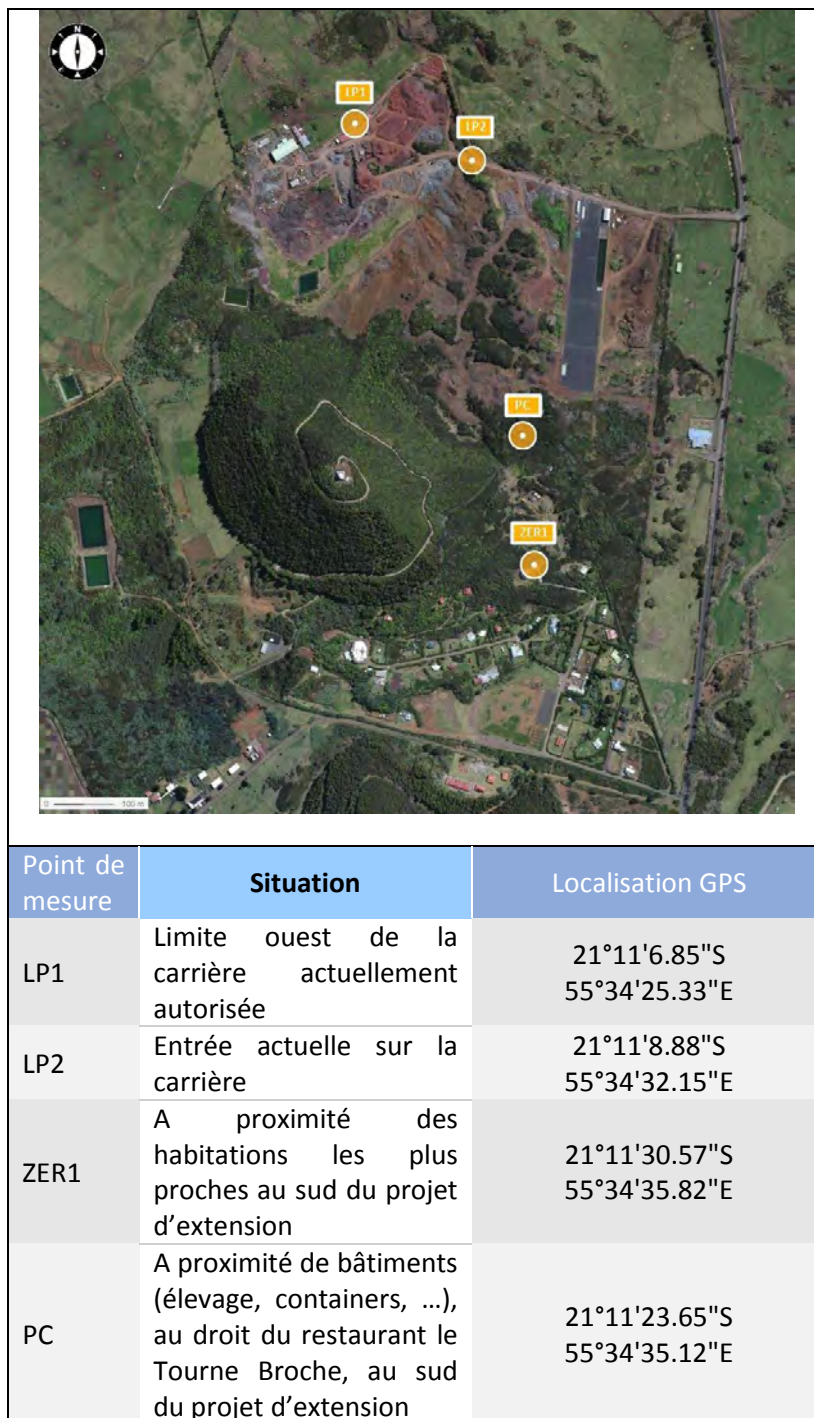 N
LP1
LP2
PC
ZER1
0 100 m
Point de
mesure
Situation
Localisation GPS
LP1
Limite ouest de la
carrière actuellement
autorisée
21°11'6.85"S
55°34'25.33"E
LP2
Entrée actuelle sur la
carrière
21°11'8.88"S
55°34'32.15"E
ZER1
A proximité des
habitations les plus
proches au sud du projet
d’extension
21°11'30.57"S
55°34'35.82"E
PC
A proximité de bâtiments
(élevage, containers, …),
au droit du restaurant le
Tourne Broche, au sud
du projet d’extension
21°11'23.65"S
55°34'35.12"E